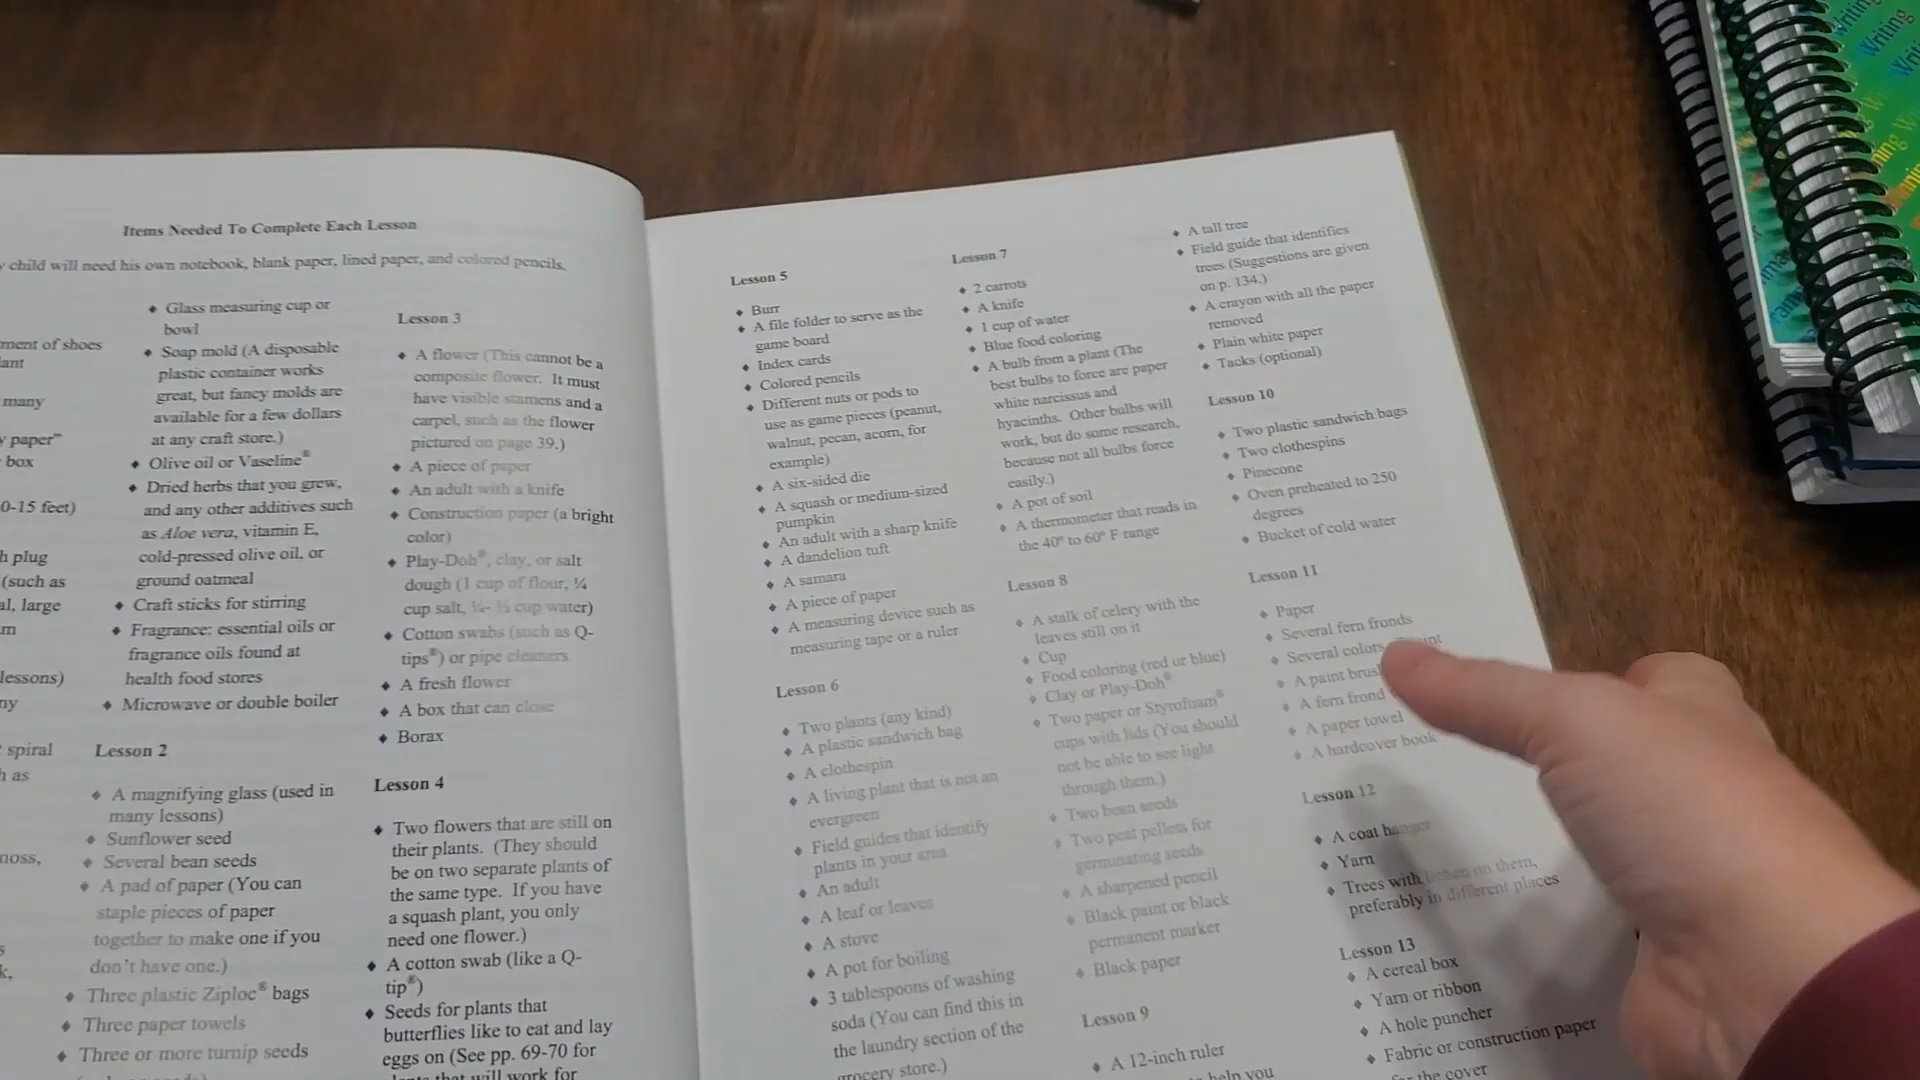 Items Needed To Complete Each Lesson
child will need his own notebook, blank paper, lined paper, and colored pencils.
ment of shoes
many
paper”
box
0-15 feet)
plug
(such as
large
lessons)
spiral
as
♦ Glass measuring cup or
bowl
♦ Soap mold (A disposable
plastic container works
great, but fancy molds are
available for a few dollars
at any craft store.)
♦ Olive oil or Vaseline®
♦ Dried herbs that you grew,
and any other additives such
as Aloe vera, vitamin E,
cold-pressed olive oil, or
ground oatmeal
♦ Craft sticks for stirring
♦ Fragrance: essential oils or
fragrance oils found at
health food stores
♦ Microwave or double boiler
Lesson 2
♦ A magnifying glass (used in
many lessons)
♦ Sunflower seed
♦ Several bean seeds
♦ A pad of paper (You can
staple pieces of paper
together to make one if you
don’t have one.)
♦ Three plastic Ziploc® bags
♦ Three paper towels
♦ Three or more turnip seeds
Lesson 3
♦ A flower (This cannot be a
composite flower. It must
have visible stamens and a
carpel, such as the flower
pictured on page 39.)
♦ A piece of paper
♦ An adult with a knife
♦ Construction paper (a bright
color)
♦ Play-Doh®, clay, or salt
dough (1 cup of flour, ¼
cup salt, ¼- ½ cup water)
♦ Cotton swabs (such as Q-
tips®) or pipe cleaners
♦ A fresh flower
♦ A box that can close
♦ Borax
Lesson 4
♦ Two flowers that are still on
their plants. (They should
be on two separate plants of
the same type. If you have
a squash plant, you only
need one flower.)
♦ A cotton swab (like a Q-
tip®)
♦ Seeds for plants that
butterflies like to eat and lay
eggs on (See pp. 69-70 for
plants that will work for
Lesson 5
♦ Burr
♦ A file folder to serve as the
game board
♦ Index cards
♦ Colored pencils
♦ Different nuts or pods to
use as game pieces (peanut,
walnut, pecan, acorn, for
example)
♦ A six-sided die
♦ A squash or medium-sized
pumpkin
♦ An adult with a sharp knife
♦ A dandelion tuft
♦ A samara
♦ A piece of paper
♦ A measuring device such as
measuring tape or a ruler
Lesson 6
♦ Two plants (any kind)
♦ A plastic sandwich bag
♦ A clothespin
♦ A living plant that is not an
evergreen
♦ Field guides that identify
plants in your area
♦ An adult
♦ A leaf or leaves
♦ A stove
♦ A pot for boiling
♦ 3 tablespoons of washing
soda (You can find this in
the laundry section of the
grocery store.)
Lesson 7
♦ 2 carrots
♦ A knife
♦ 1 cup of water
♦ Blue food coloring
♦ A bulb from a plant (The
best bulbs to force are paper
white narcissus and
hyacinths. Other bulbs will
work, but do some research,
because not all bulbs force
easily.)
♦ A pot of soil
♦ A thermometer that reads in
the 40° to 60° F range
Lesson 8
♦ A stalk of celery with the
leaves still on it
♦ Cup
♦ Food coloring (red or blue)
♦ Clay or Play-Doh®
♦ Two paper or Styrofoam®
cups with lids (You should
not be able to see light
through them.)
♦ Two bean seeds
♦ Two peat pellets for
germinating seeds
♦ A sharpened pencil
♦ Black paint or black
permanent marker
♦ Black paper
Lesson 9
♦ A 12-inch ruler
help you
♦ A tall tree
♦ Field guide that identifies
trees (Suggestions are given
on p. 134.)
♦ A crayon with all the paper
removed
♦ Plain white paper
♦ Tacks (optional)
Lesson 10
♦ Two plastic sandwich bags
♦ Two clothespins
♦ Pinecone
♦ Oven preheated to 250
degrees
♦ Bucket of cold water
Lesson 11
♦ Paper
♦ Several fern fronds
♦ Several colors
♦ A paint brush
♦ A fern frond
♦ A paper towel
♦ A hardcover book
Lesson 12
♦ A coat hanger
♦ Yarn
♦ Trees with lichen on them,
preferably in different places
Lesson 13
♦ A cereal box
♦ Yarn or ribbon
♦ A hole puncher
♦ Fabric or construction paper
for the cover
Writing
Writing